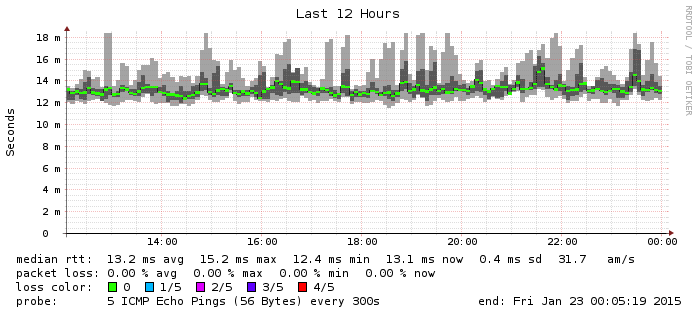 Last 12 Hours
RRDTOOL / TOBI OETIKER
Seconds
18 m
16 m
14 m
12 m
10 m
8 m
6 m
4 m
2 m
0
14:00 16:00 18:00 20:00 22:00 00:00
median rtt: 13.2 ms avg 15.2 ms max 12.4 ms min 13.1 ms now 0.4 ms sd 31.7 am/s
packet loss: 0.00 % avg 0.00 % max 0.00 % min 0.00 % now
loss color: 0 1/5 2/5 3/5 4/5
probe: 5 ICMP Echo Pings (56 Bytes) every 300s end: Fri Jan 23 00:05:19 2015